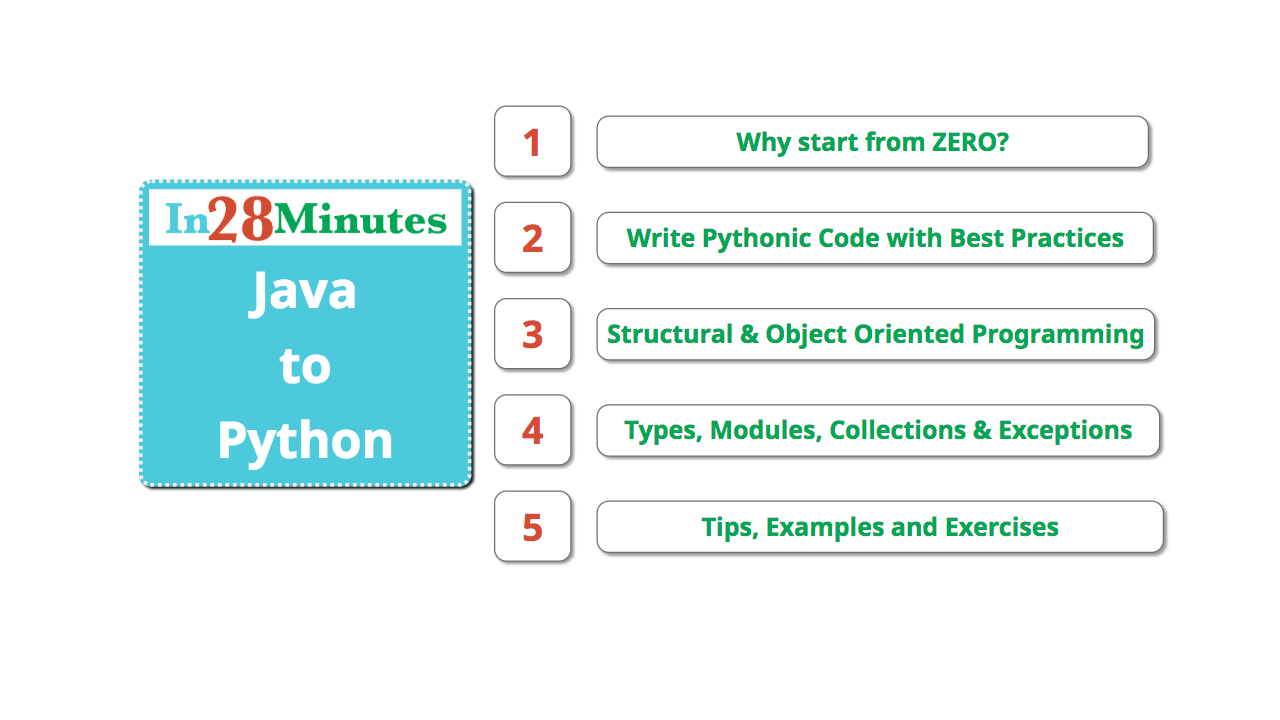 In28Minutes
Java
to
Python
1
Why start from ZERO?
2
Write Pythonic Code with Best Practices
3
Structural & Object Oriented Programming
4
Types, Modules, Collections & Exceptions
5
Tips, Examples and Exercises